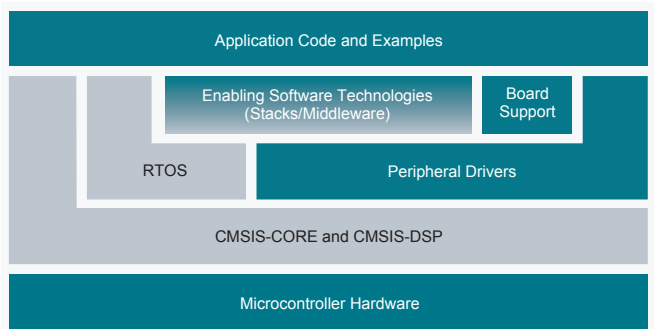 Application Code and Examples
Enabling Software Technologies
(Stacks/Middleware)
Board
Support
RTOS
Peripheral Drivers
CMSIS-CORE and CMSIS-DSP
Microcontroller Hardware